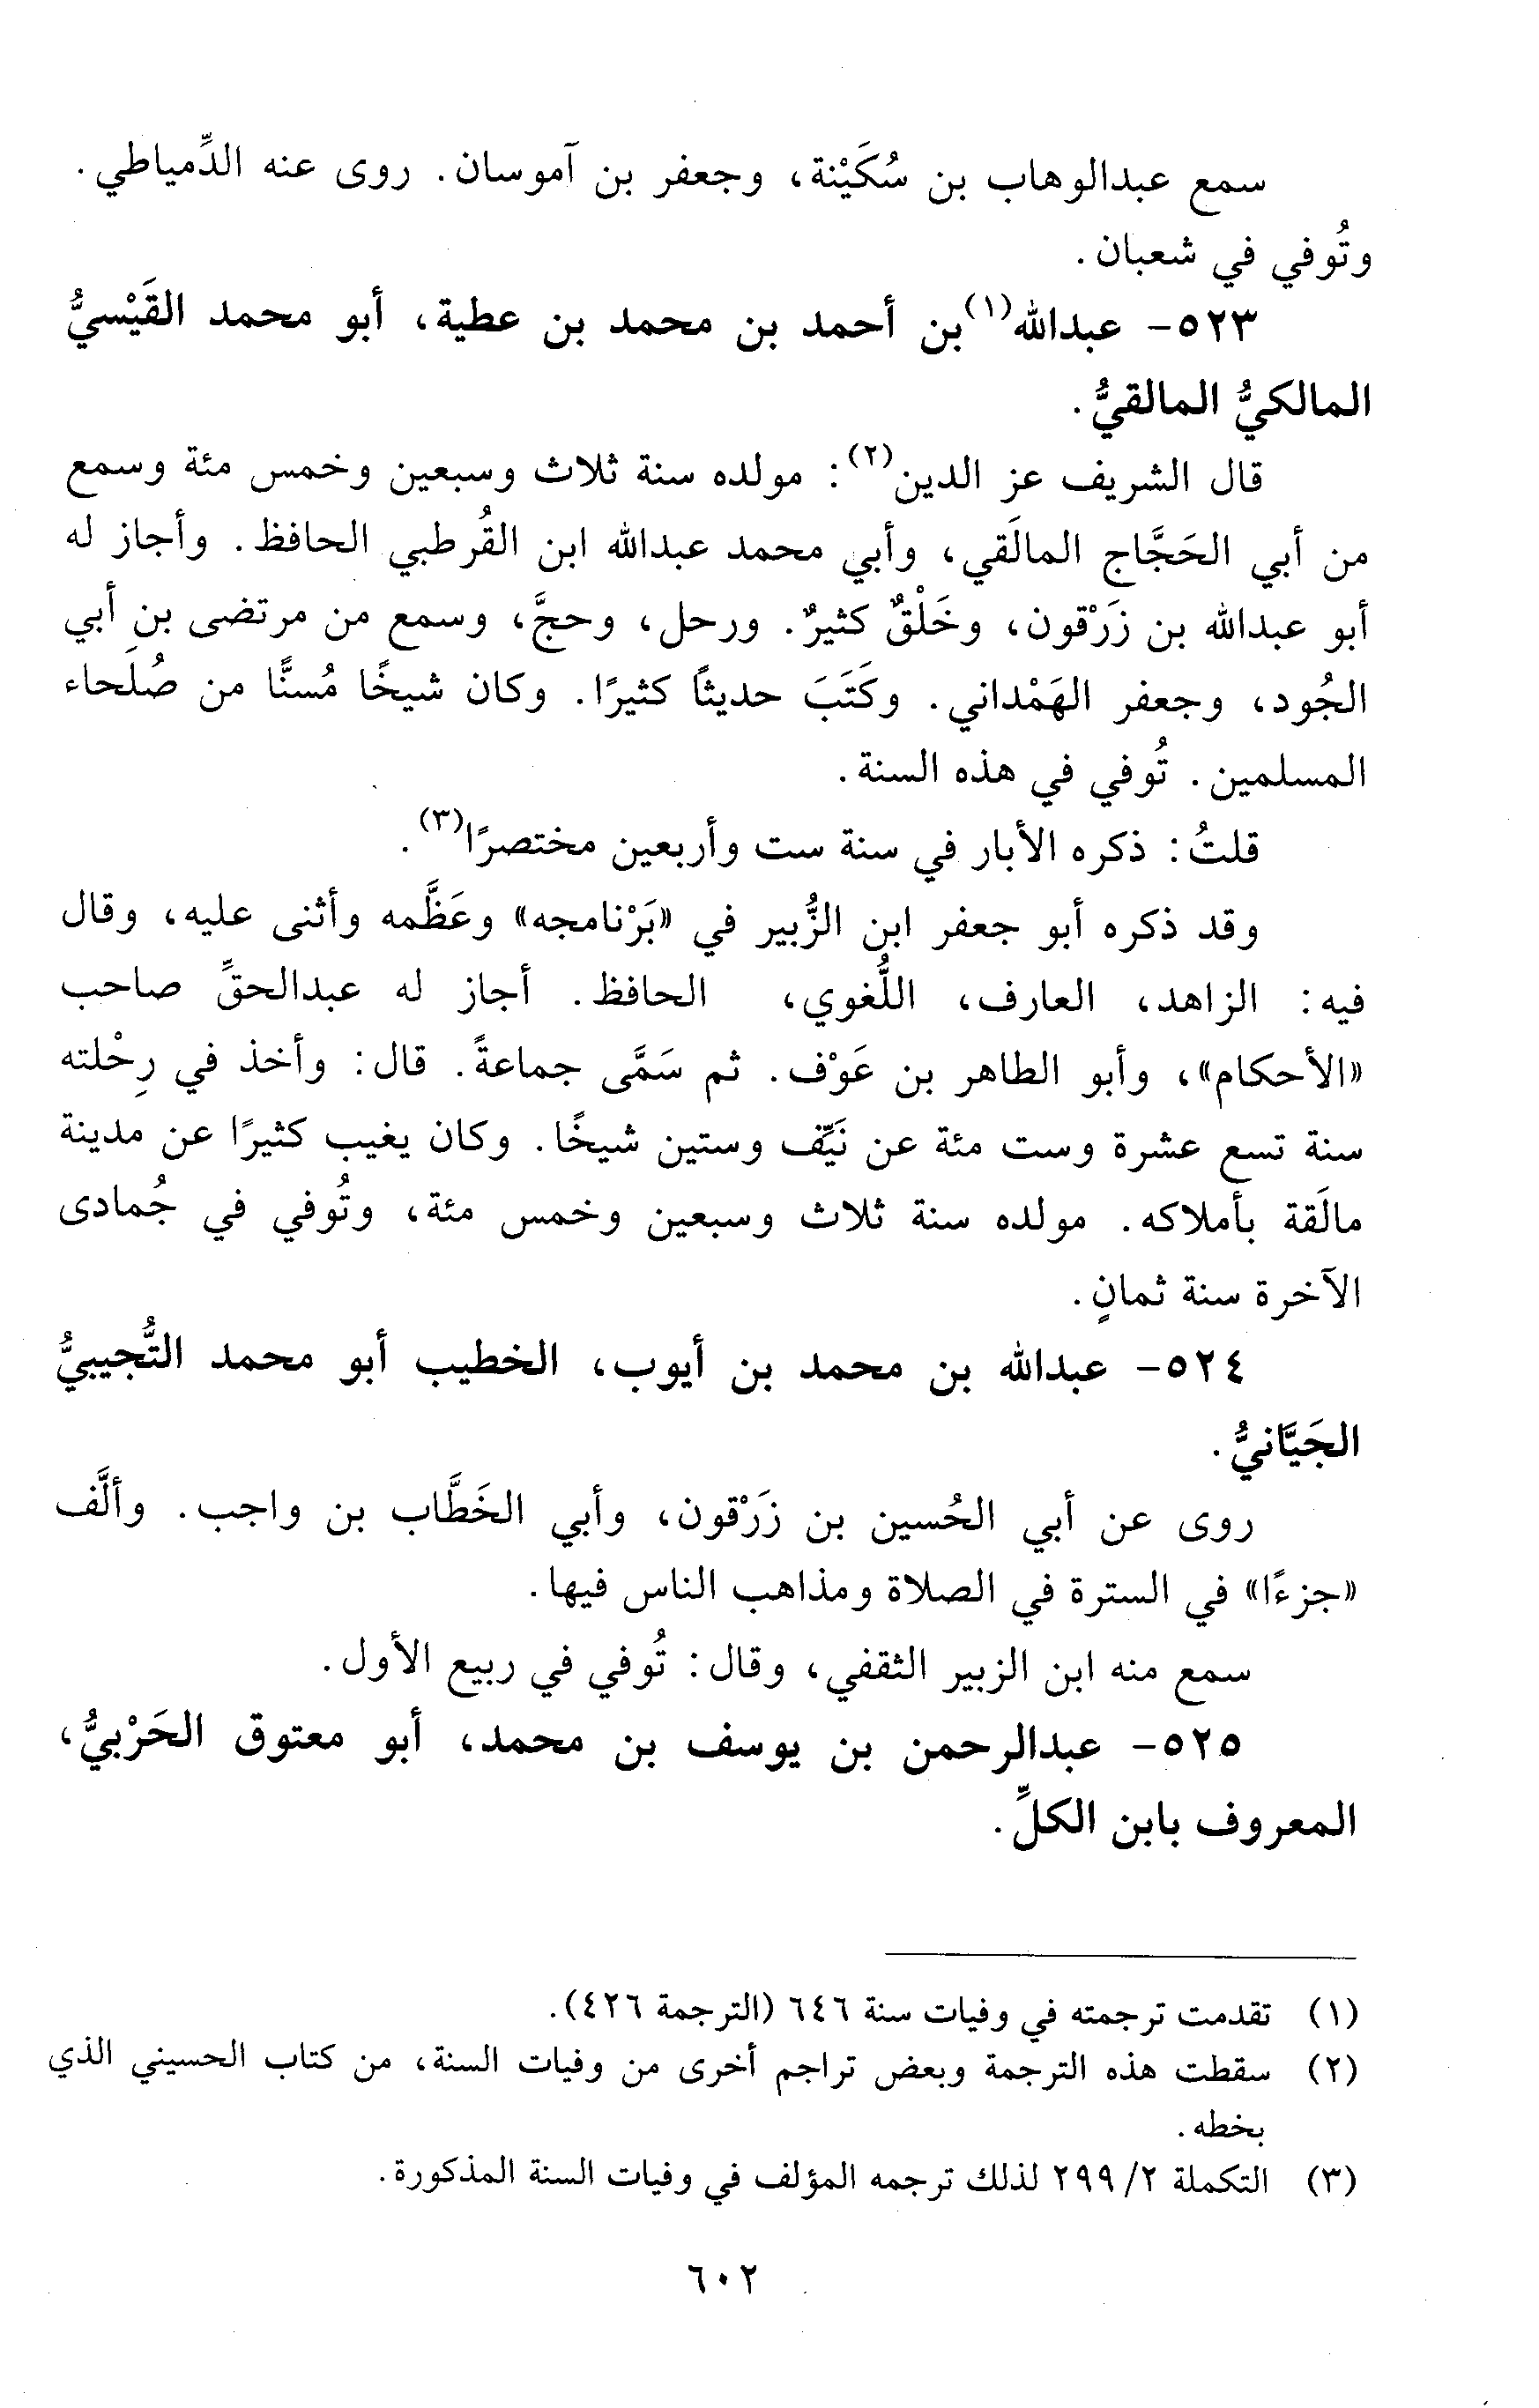 سمع عبدالوهاب بن سُكَيْنة، وجعفر بن آموسان. روى عنه الدِّمياطي.
وتُوفي في شعبان.
٥٢٣- عبدالله(١) بن أحمد بن محمد بن عطية، أبو محمد القَيْسيُّ
المالكيُّ المالقيُّ.
قال الشريف عز الدين(٢): مولده سنة ثلاث وسبعين وخمس مئة وسمع
من أبي الحَجَّاج المالَقي، وأبي محمد عبدالله ابن القُرطبي الحافظ. وأجاز له
أبو عبدالله بن زَرْقون، وخَلْقٌ كثيرٌ. ورحل، وحجَّ، وسمع من مرتضى بن أبي
الجُود، وجعفر الهَمْداني. وكَتَبَ حديثًا كثيرًا. وكان شيخًا مُسنًّا من صُلَحاء
المسلمين. تُوفي في هذه السنة.
قلتُ: ذكره الأبار في سنة ست وأربعين مختصرًا(٣).
وقد ذكره أبو جعفر ابن الزُّبير في «بَرْنامجه» وعَظَّمه وأثنى عليه، وقال
فيه: الزاهد، العارف، اللُّغوي، الحافظ. أجاز له عبدالحقِّ صاحب
«الأحكام»، وأبو الطاهر بن عَوْف. ثم سَمَّى جماعةً. قال: وأخذ في رِحْلته
سنة تسع عشرة وست مئة عن نَيِّف وستين شيخًا. وكان يغيب كثيرًا عن مدينة
مالَقة بأملاكه. مولده سنة ثلاث وسبعين وخمس مئة، وتُوفي في جُمادى
الآخرة سنة ثمانٍ.
٥٢٤- عبدالله بن محمد بن أيوب، الخطيب أبو محمد التُّجيبيُّ
الجَيَّانيُّ.
روى عن أبي الحُسين بن زَرْقون، وأبي الخَطَّاب بن واجب. وألَّف
«جزءًا» في السترة في الصلاة ومذاهب الناس فيها.
سمع منه ابن الزبير الثقفي، وقال: تُوفي في ربيع الأول.
٥٢٥- عبدالرحمن بن يوسف بن محمد، أبو معتوق الحَرْبيُّ،
المعروف بابن الكلِّ.
(١) تقدمت ترجمته في وفيات سنة ٦٤٦ (الترجمة ٤٢٦).
(٢) سقطت هذه الترجمة وبعض تراجم أخرى من وفيات السنة، من كتاب الحسيني الذي
بخطه.
(٣) التكملة ٢/ ٢٩٩ لذلك ترجمه المؤلف في وفيات السنة المذكورة.
٦٠٢